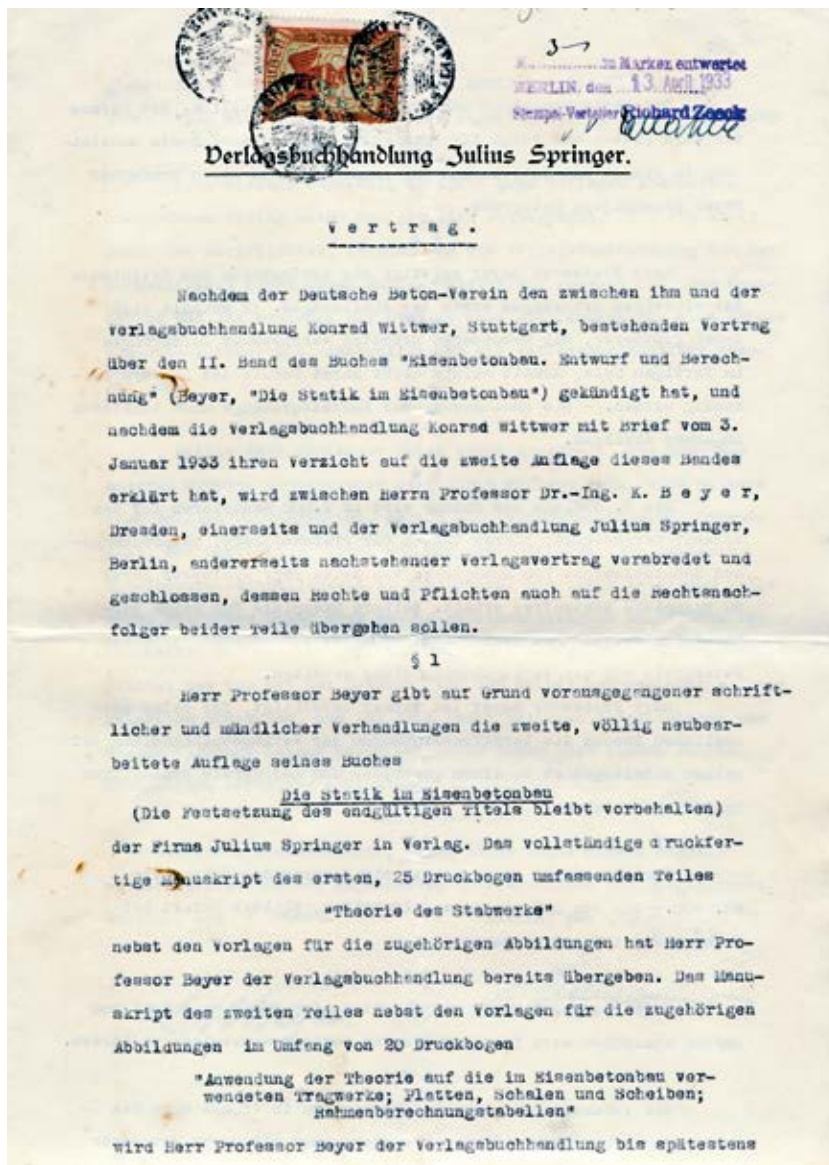 3
M ............ in Marken entwertet
BERLIN, den 13. April 1933
Stempel-Verteiler Richard Zeeck
Verlagsbuchhandlung Julius Springer.
Vertrag.
Nachdem der Deutsche Beton-Verein den zwischen ihm und der
Verlagsbuchhandlung Konrad Wittwer, Stuttgart, bestehenden Vertrag
über den II. Band des Buches "Eisenbetonbau. Entwurf und Berech-
nung" (Beyer, "Die Statik im Eisenbetonbau") gekündigt hat, und
nachdem die Verlagsbuchhandlung Konrad Wittwer mit Brief vom 3.
Januar 1933 ihren Verzicht auf die zweite Auflage dieses Bandes
erklärt hat, wird zwischen Herrn Professor Dr.-Ing. K. Beyer,
Dresden, einerseits und der Verlagsbuchhandlung Julius Springer,
Berlin, andererseits nachstehender Verlagsvertrag verabredet und
geschlossen, dessen Rechte und Pflichten auch auf die Rechtsnach-
folger beider Teile übergehen sollen.
§ 1
Herr Professor Beyer gibt auf Grund vorausgegangener schrift-
licher und mündlicher Verhandlungen die zweite, völlig neubear-
beitete Auflage seines Buches
Die Statik im Eisenbetonbau
(Die Festsetzung des endgültigen Titels bleibt vorbehalten)
der Firma Julius Springer in Verlag. Das vollständige druckfer-
tige Manuskript des ersten, 25 Druckbogen umfassenden Teiles
"Theorie des Stabwerks"
nebst den Vorlagen für die zugehörigen Abbildungen hat Herr Pro-
fessor Beyer der Verlagsbuchhandlung bereits übergeben. Das Manu-
skript des zweiten Teiles nebst den Vorlagen für die zugehörigen
Abbildungen im Umfang von 20 Druckbogen
"Anwendung der Theorie auf die im Eisenbetonbau ver-
wendeten Tragwerke; Platten, Schalen und Scheiben;
Rahmenberechnungstabellen"
wird Herr Professor Beyer der Verlagsbuchhandlung bis spätestens